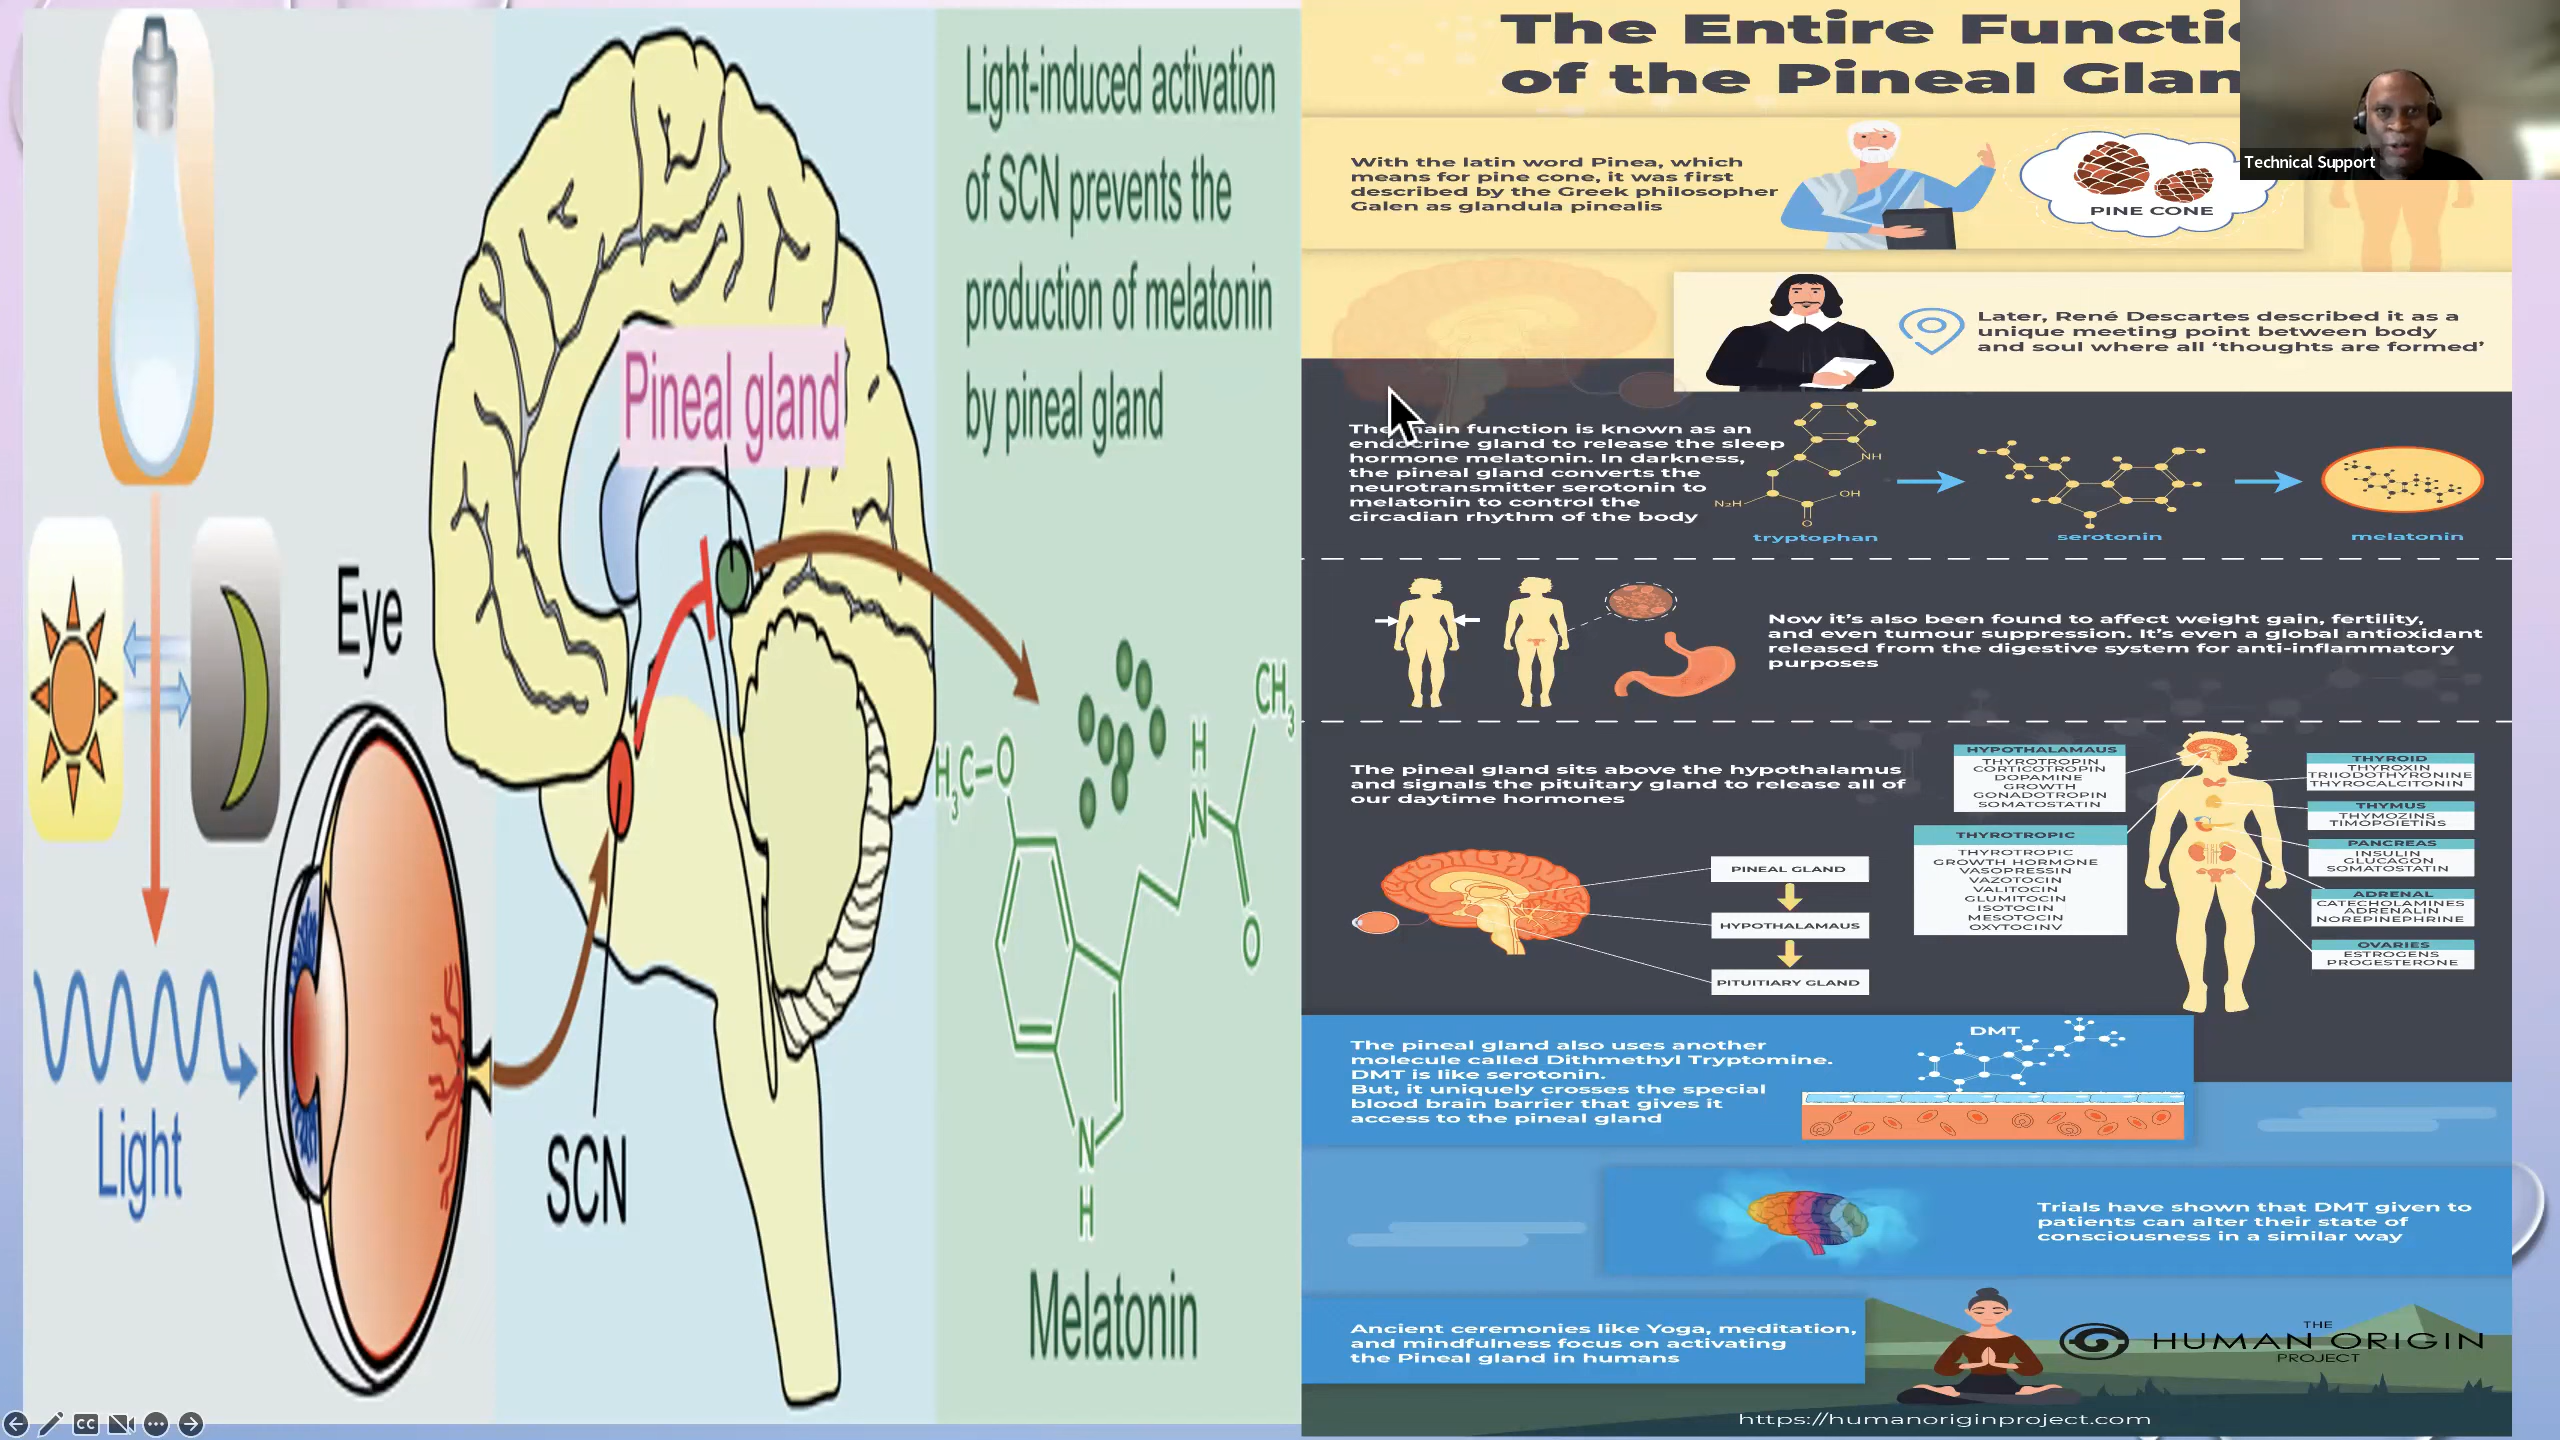 Light-induced activation
of SCN prevents the
production of melatonin
by pineal gland
Pineal gland
Eye
CH3
H
N
H3C-O
O
N
H
Light
SCN
Melatonin
The Entire Functi
of the Pineal Glan
Technical Support
With the latin word Pinea, which
means for pine cone, it was first
described by the Greek philosopher
Galen as glandula pinealis
PINE CONE
Later, René Descartes described it as a
unique meeting point between body
and soul where all ‘thoughts are formed’
The main function is known as an
endocrine gland to release the sleep
hormone melatonin. In darkness,
the pineal gland converts the
neurotransmitter serotonin to
melatonin to control the
circadian rhythm of the body
NH
OH
N2H
O
tryptophan
serotonin
melatonin
Now it’s also been found to affect weight gain, fertility,
and even tumour suppression. It’s even a global antioxidant
released from the digestive system for anti-inflammatory
purposes
The pineal gland sits above the hypothalamus
and signals the pituitary gland to release all of
our daytime hormones
PINEAL GLAND
HYPOTHALAMAUS
PITUITIARY GLAND
HYPOTHALAMAUS
THYROTROPIN
CORTICOTROPIN
DOPAMINE
GROWTH
GONADOTROPIN
SOMATOSTATIN
THYROTROPIC
THYROTROPIC
GROWTH HORMONE
VASOPRESSIN
VAZOTOCIN
VALITOCIN
GLUMITOCIN
ISOTOCIN
MESOTOCIN
OXYTOCINV
THYROID
THYROXIN
TRIIODOTHYRONINE
THYROCALCITONIN
THYMUS
THYMOZINS
TIMOPOIETINS
PANCREAS
INSULIN
GLUCAGON
SOMATOSTATIN
ADRENAL
CATECHOLAMINES
ADRENALIN
NOREPINEPHRINE
OVARIES
ESTROGENS
PROGESTERONE
The pineal gland also uses another
molecule called Dithmethyl Tryptomine.
DMT is like serotonin.
But, it uniquely crosses the special
blood brain barrier that gives it
access to the pineal gland
DMT
Trials have shown that DMT given to
patients can alter their state of
consciousness in a similar way
Ancient ceremonies like Yoga, meditation,
and mindfulness focus on activating
the Pineal gland in humans
THE
HUMAN ORIGIN
PROJECT
https://humanoriginproject.com
CC